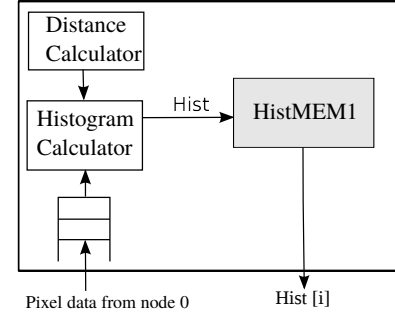 Distance
Calculator
Hist
HistMEM1
Histogram
Calculator
Pixel data from node 0
Hist [i]